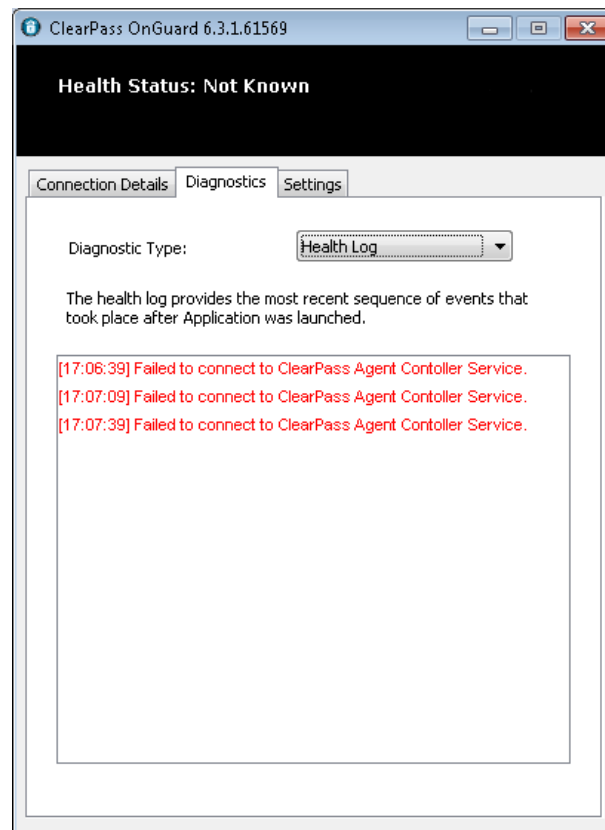 ClearPass OnGuard 6.3.1.61569
Health Status: Not Known
Connection Details Diagnostics Settings
Diagnostic Type: Health Log
The health log provides the most recent sequence of events that
took place after Application was launched.
[17:06:39] Failed to connect to ClearPass Agent Contoller Service.
[17:07:09] Failed to connect to ClearPass Agent Contoller Service.
[17:07:39] Failed to connect to ClearPass Agent Contoller Service.